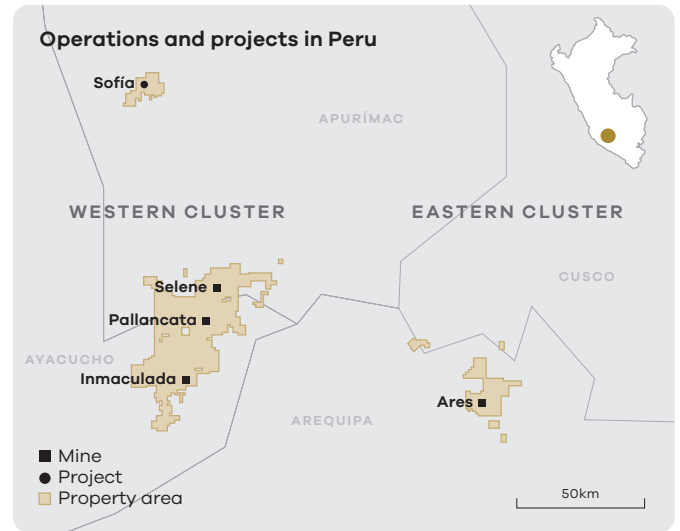 Operations and projects in Peru
Sofía
APURÍMAC
WESTERN CLUSTER
EASTERN CLUSTER
CUSCO
Selene
Pallancata
AYACUCHO
Inmaculada
Ares
AREQUIPA
Mine
Project
Property area
50km